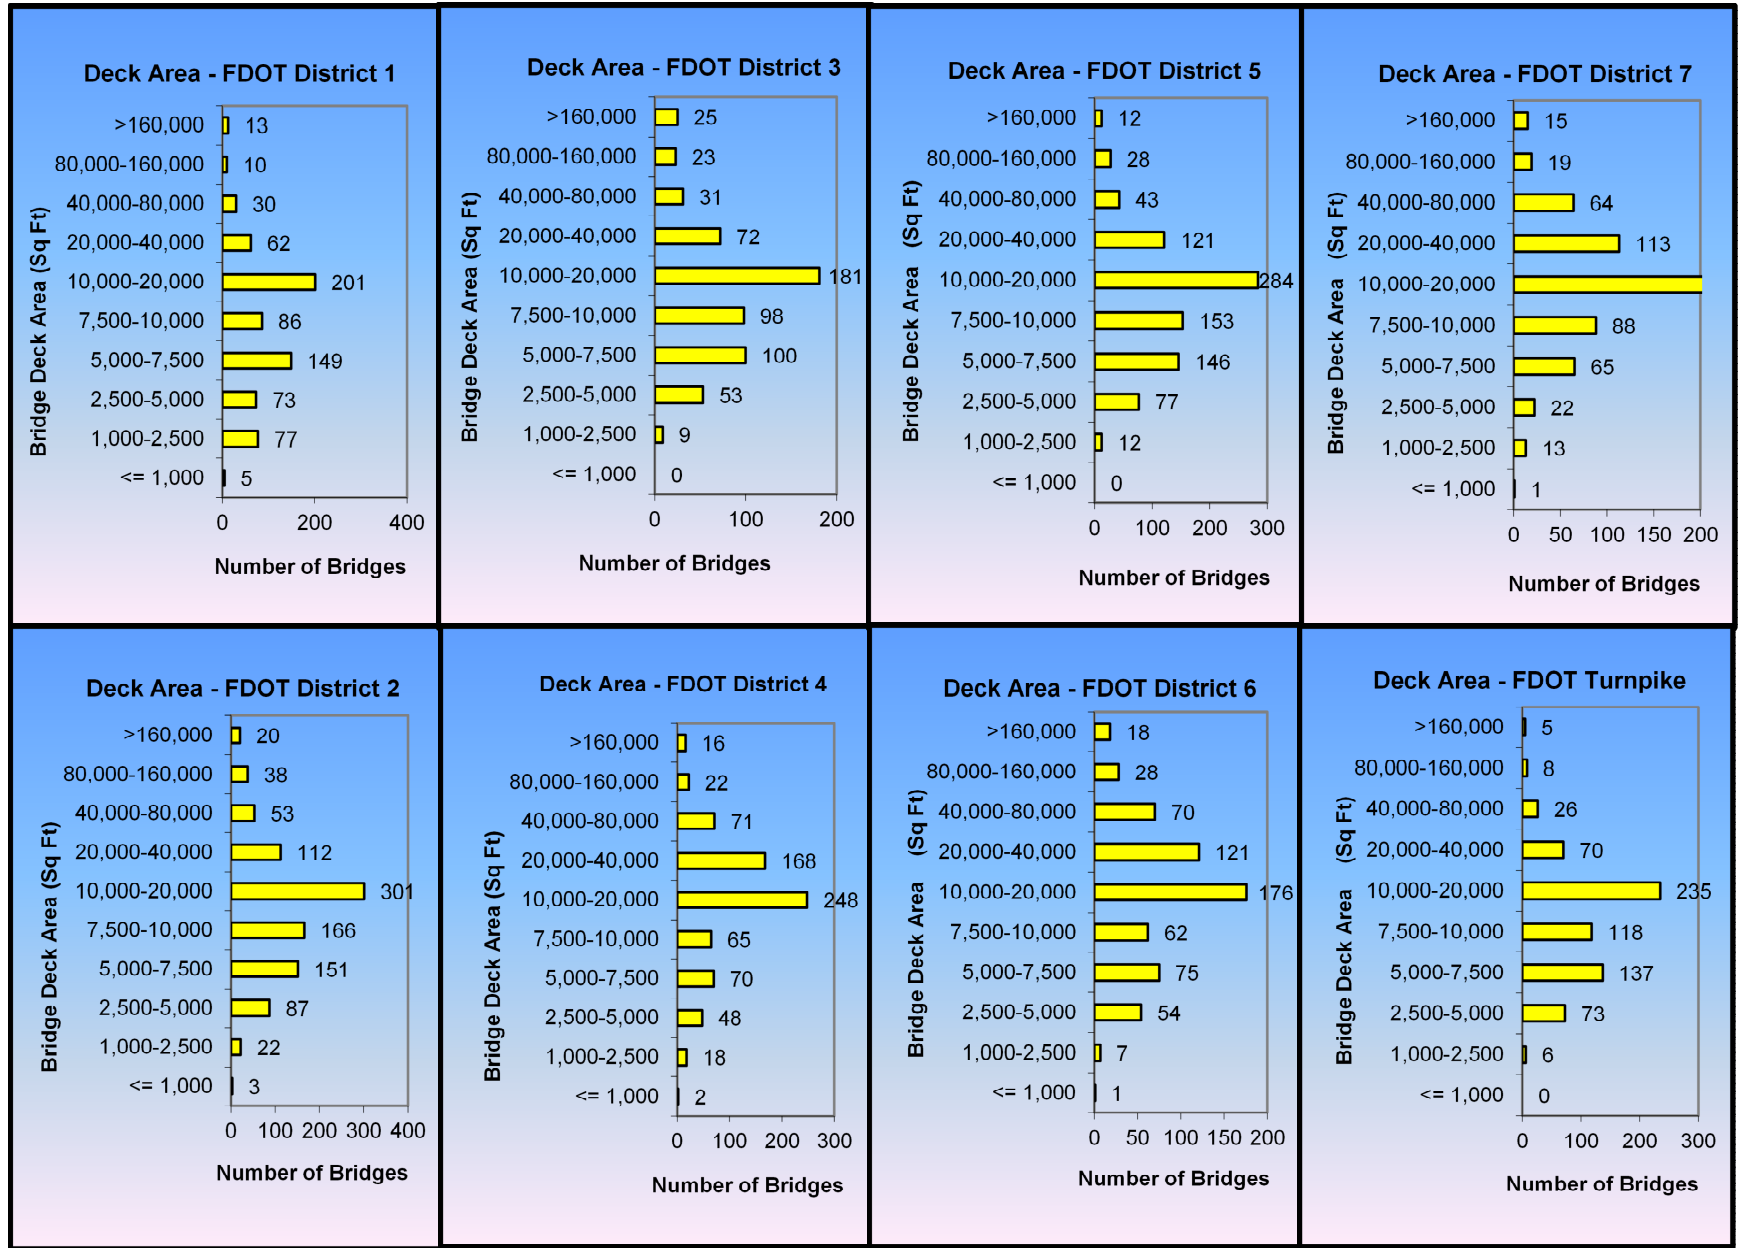 Deck Area - FDOT District 1
Bridge Deck Area (Sq Ft)
>160,000 13
80,000-160,000 10
40,000-80,000 30
20,000-40,000 62
10,000-20,000 201
7,500-10,000 86
5,000-7,500 149
2,500-5,000 73
1,000-2,500 77
<= 1,000 5
0 200 400
Number of Bridges
Deck Area - FDOT District 3
Bridge Deck Area (Sq Ft)
>160,000 25
80,000-160,000 23
40,000-80,000 31
20,000-40,000 72
10,000-20,000 181
7,500-10,000 98
5,000-7,500 100
2,500-5,000 53
1,000-2,500 9
<= 1,000 0
0 100 200
Number of Bridges
Deck Area - FDOT District 5
Bridge Deck Area (Sq Ft)
>160,000 12
80,000-160,000 28
40,000-80,000 43
20,000-40,000 121
10,000-20,000 284
7,500-10,000 153
5,000-7,500 146
2,500-5,000 77
1,000-2,500 12
<= 1,000 0
0 100 200 300
Number of Bridges
Deck Area - FDOT District 7
Bridge Deck Area (Sq Ft)
>160,000 15
80,000-160,000 19
40,000-80,000 64
20,000-40,000 113
10,000-20,000
7,500-10,000 88
5,000-7,500 65
2,500-5,000 22
1,000-2,500 13
<= 1,000 1
0 50 100 150 200
Number of Bridges
Deck Area - FDOT District 2
Bridge Deck Area (Sq Ft)
>160,000 20
80,000-160,000 38
40,000-80,000 53
20,000-40,000 112
10,000-20,000 301
7,500-10,000 166
5,000-7,500 151
2,500-5,000 87
1,000-2,500 22
<= 1,000 3
0 100 200 300 400
Number of Bridges
Deck Area - FDOT District 4
Bridge Deck Area (Sq Ft)
>160,000 16
80,000-160,000 22
40,000-80,000 71
20,000-40,000 168
10,000-20,000 248
7,500-10,000 65
5,000-7,500 70
2,500-5,000 48
1,000-2,500 18
<= 1,000 2
0 100 200 300
Number of Bridges
Deck Area - FDOT District 6
Bridge Deck Area (Sq Ft)
>160,000 18
80,000-160,000 28
40,000-80,000 70
20,000-40,000 121
10,000-20,000 176
7,500-10,000 62
5,000-7,500 75
2,500-5,000 54
1,000-2,500 7
<= 1,000 1
0 50 100 150 200
Number of Bridges
Deck Area - FDOT Turnpike
Bridge Deck Area (Sq Ft)
>160,000 5
80,000-160,000 8
40,000-80,000 26
20,000-40,000 70
10,000-20,000 235
7,500-10,000 118
5,000-7,500 137
2,500-5,000 73
1,000-2,500 6
<= 1,000 0
0 100 200 300
Number of Bridges